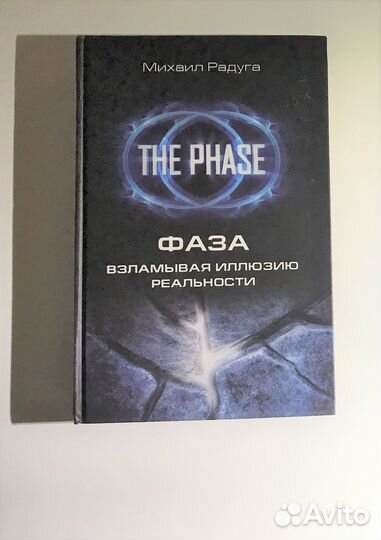 Михаил Радуга
THE PHASE
ФАЗА
ВЗЛАМЫВАЯ ИЛЛЮЗИЮ
РЕАЛЬНОСТИ
Avito